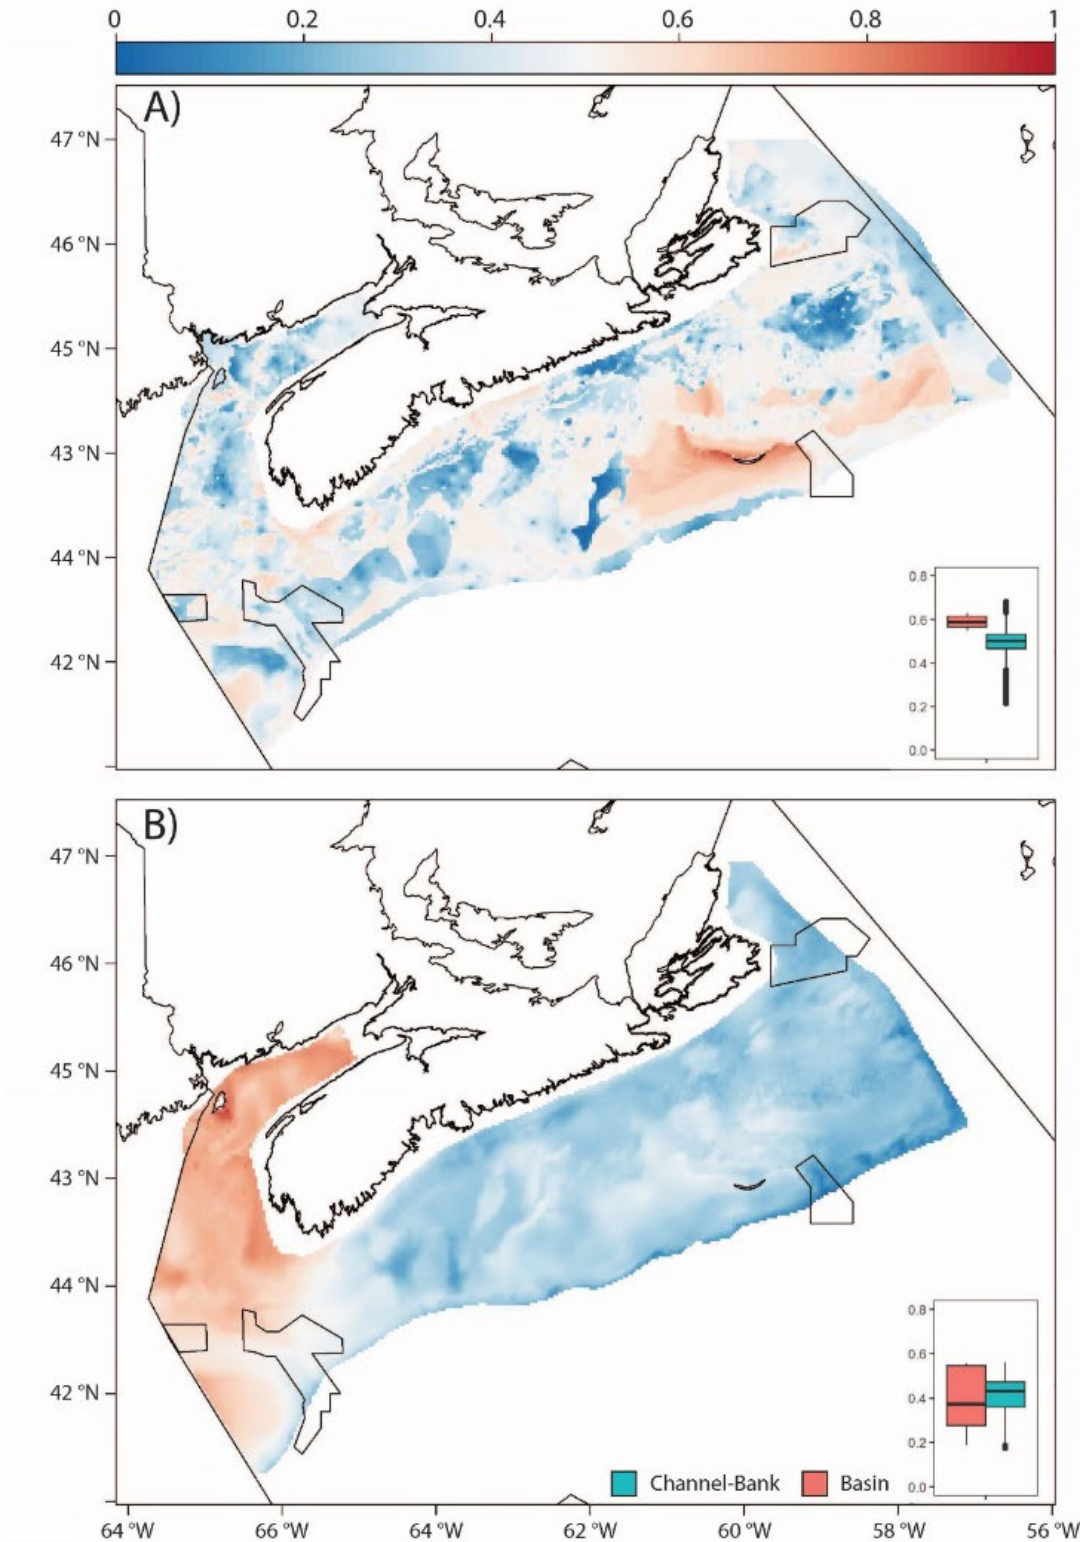 0 0.2 0.4 0.6 0.8 1
A)
47 °N
46 °N
45 °N
43 °N
44 °N
42 °N
0.8
0.6
0.4
0.2
0.0
B)
47 °N
46 °N
45 °N
43 °N
44 °N
42 °N
0.8
0.6
0.4
0.2
0.0
Channel-Bank Basin
64 °W 66 °W 64 °W 62 °W 60 °W 58 °W 56 °W